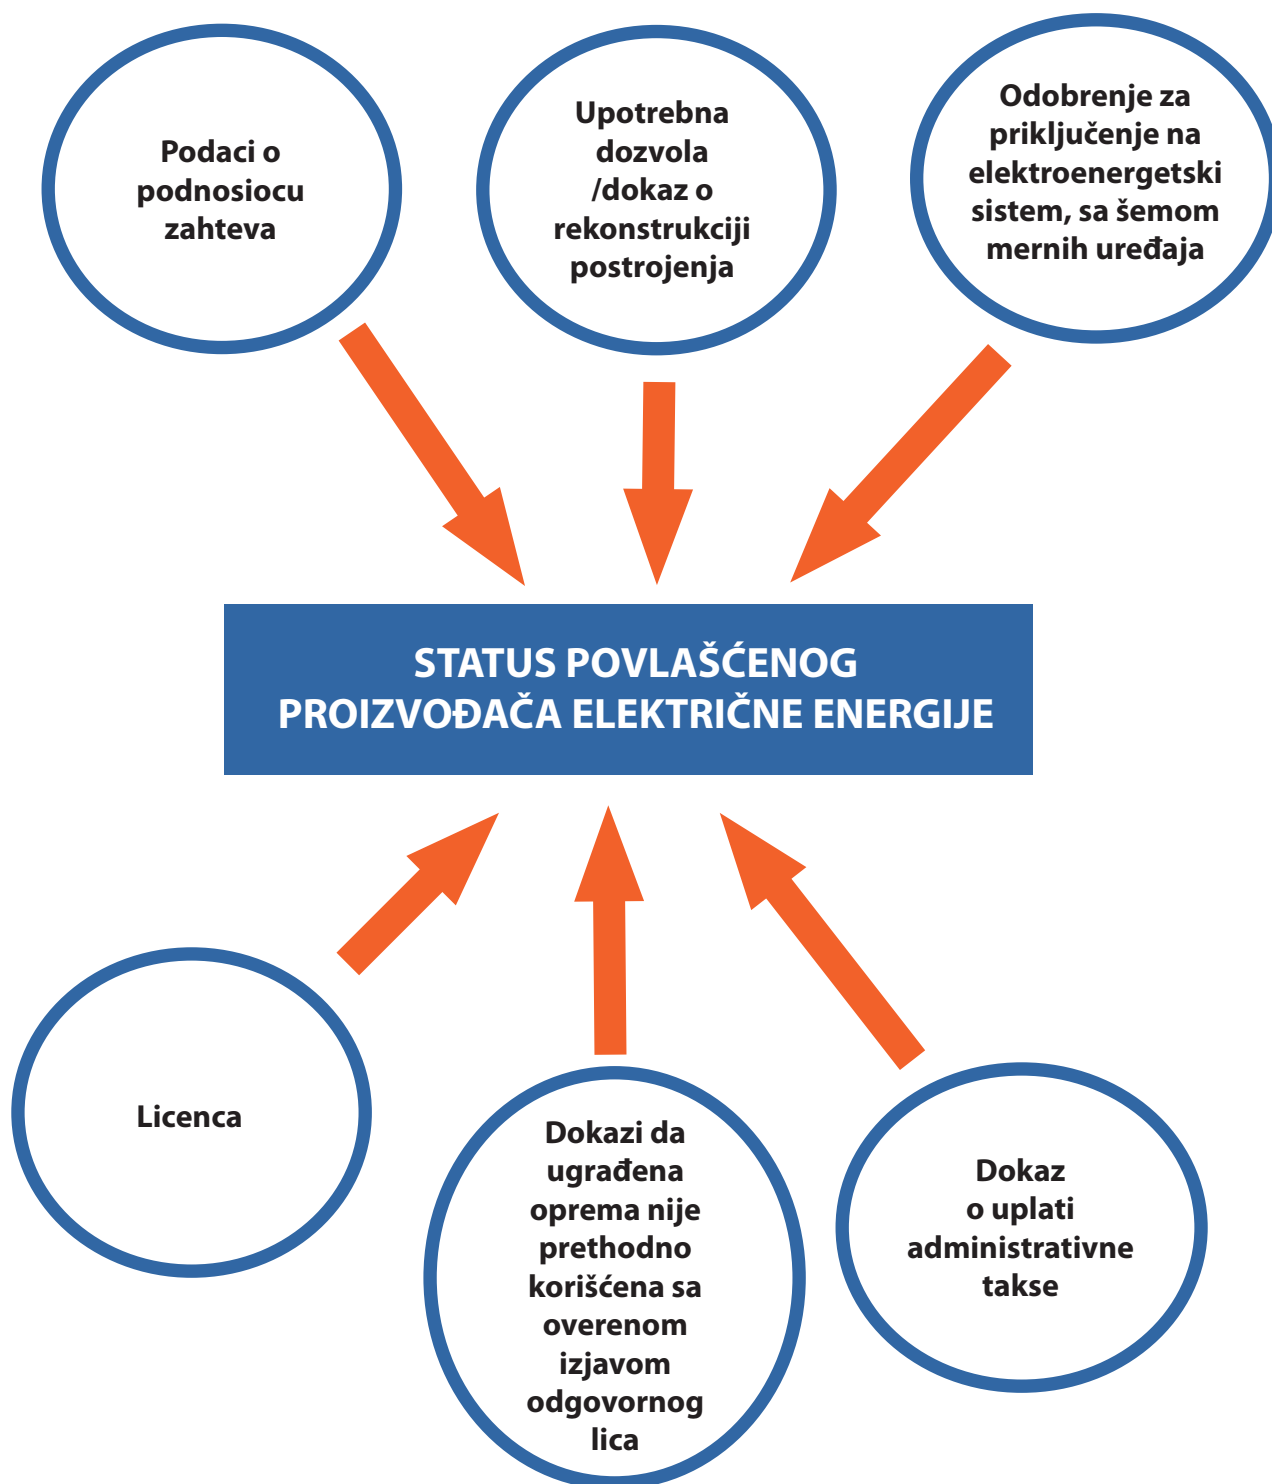 Podaci o
podnosiocu
zahteva
Upotrebna
dozvola
/dokaz o
rekonstrukciji
postrojenja
Odobrenje za
priključenje na
elektroenergetski
sistem, sa šemom
mernih uređaja
STATUS POVLAŠĆENOG
PROIZVOĐAČA ELEKTRIČNE ENERGIJE
Licenca
Dokazi da
ugrađena
oprema nije
prethodno
korišćena sa
overenom
izjavom
odgovornog
lica
Dokaz
o uplati
administrativne
takse